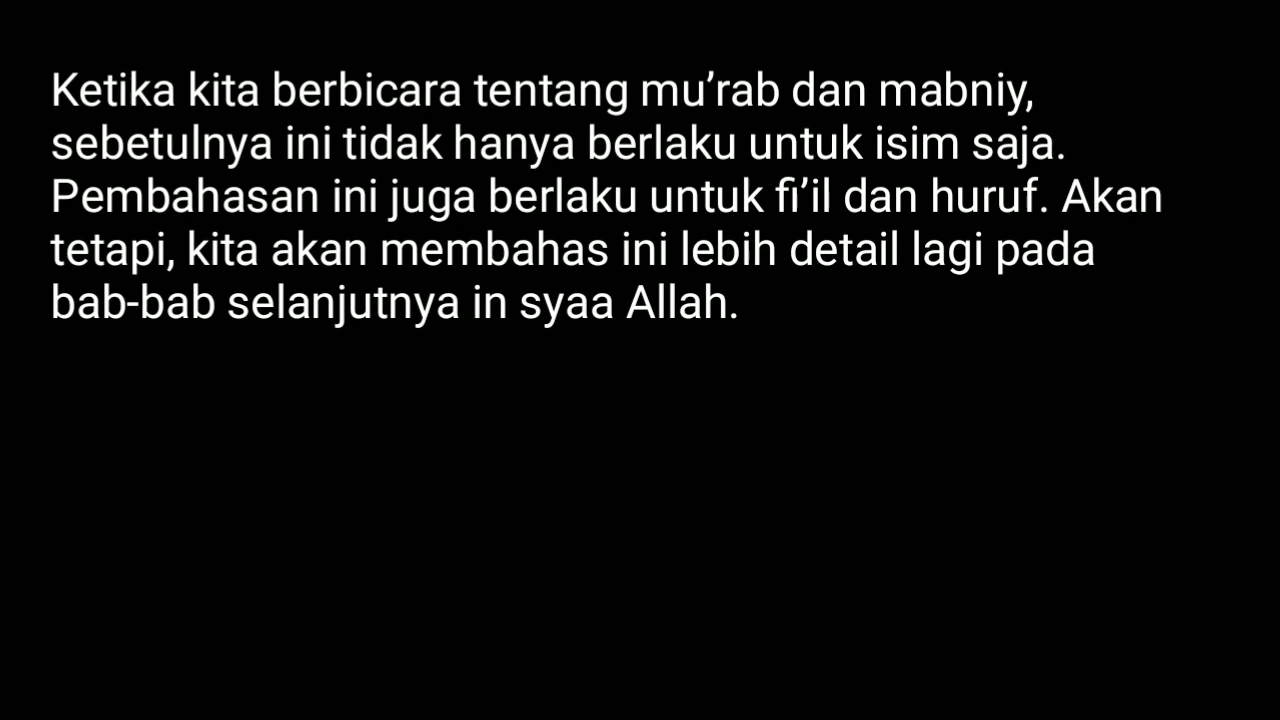 Ketika kita berbicara tentang mu’rab dan mabniy,
sebetulnya ini tidak hanya berlaku untuk isim saja.
Pembahasan ini juga berlaku untuk fi’il dan huruf. Akan
tetapi, kita akan membahas ini lebih detail lagi pada
bab-bab selanjutnya in syaa Allah.